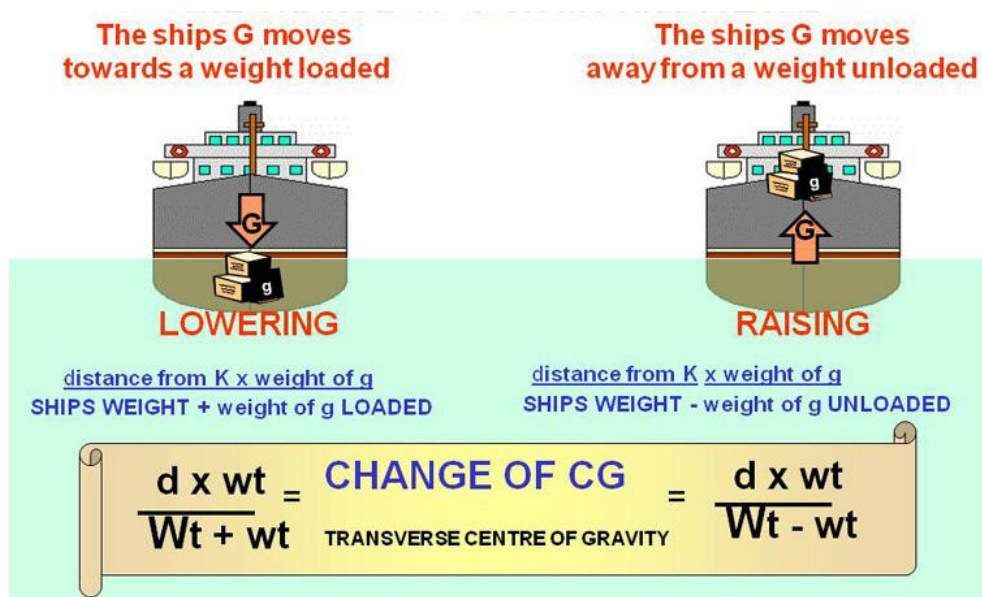 The ships G moves
towards a weight loaded
The ships G moves
away from a weight unloaded
G
g
g
G
LOWERING
RAISING
distance from K x weight of g
SHIPS WEIGHT + weight of g LOADED
distance from K x weight of g
SHIPS WEIGHT - weight of g UNLOADED
d x wt
Wt + wt
=
CHANGE OF CG
TRANSVERSE CENTRE OF GRAVITY
=
d x wt
Wt - wt